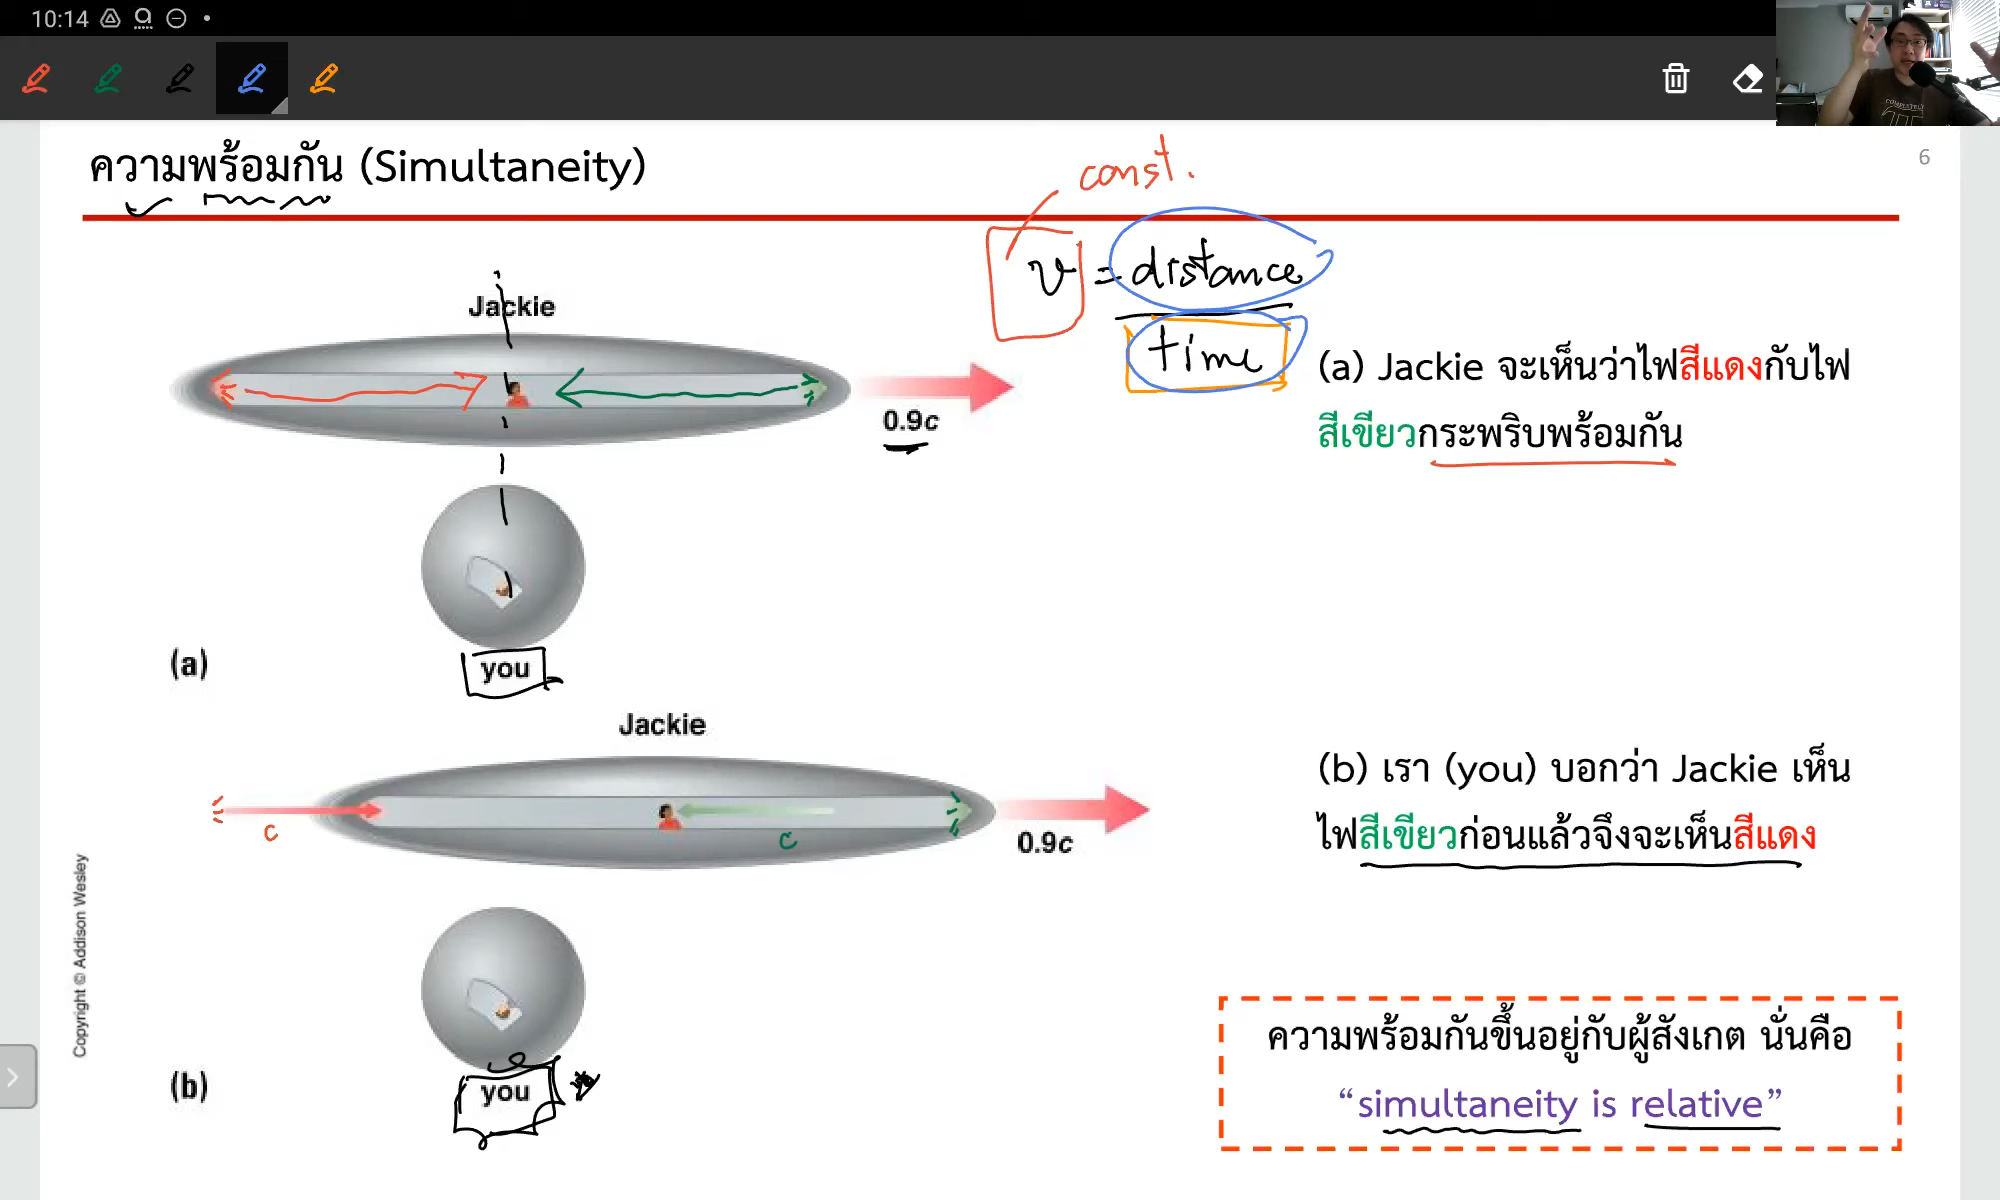 10:14
ความพร้อมกัน (Simultaneity)
6
const.
v = distance
time
Jackie
0.9c
(a) Jackie จะเห็นว่าไฟสีแดงกับไฟ
สีเขียวกระพริบพร้อมกัน
you
(a)
Jackie
c
c
0.9c
(b) เรา (you) บอกว่า Jackie เห็น
ไฟสีเขียวก่อนแล้วจึงจะเห็นสีแดง
Copyright © Addison Wesley
you
(b)
ความพร้อมกันขึ้นอยู่กับผู้สังเกต นั่นคือ
“simultaneity is relative”